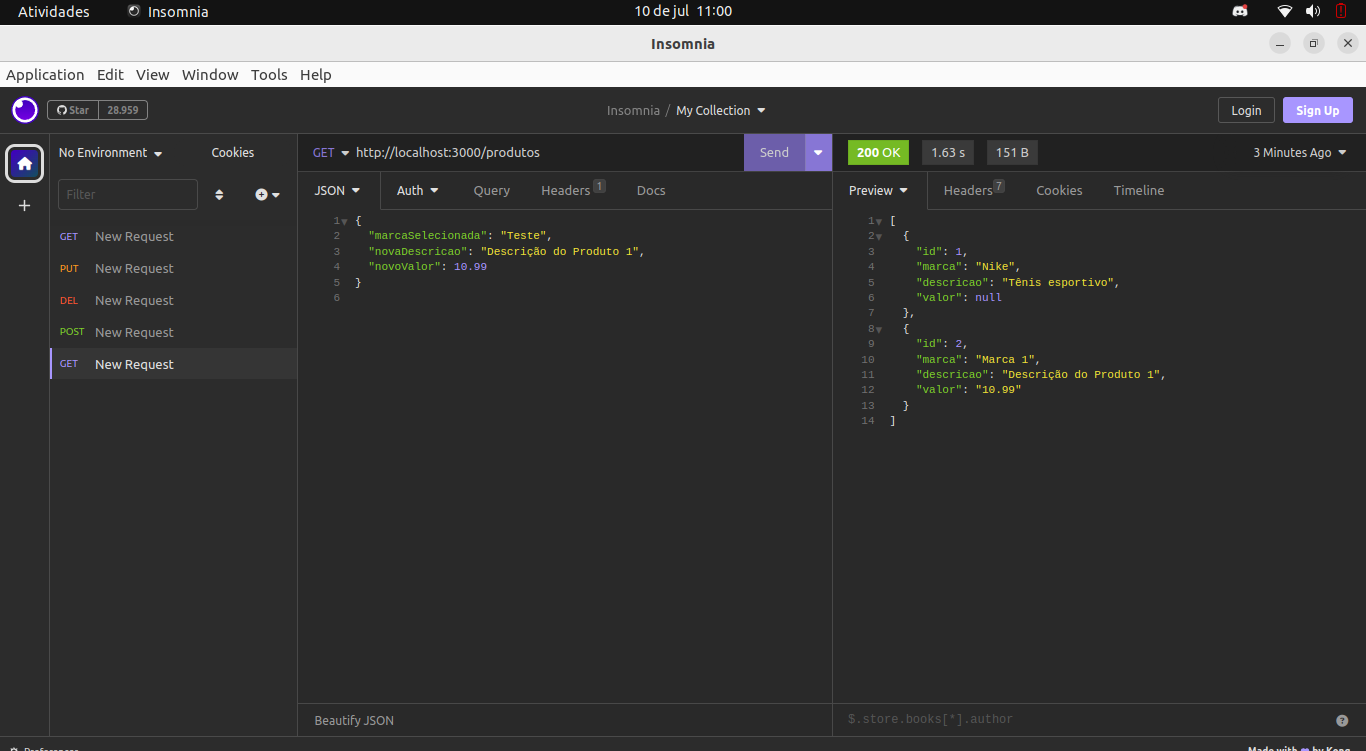 Atividades Insomnia 10 de jul 11:00
Insomnia
Application Edit View Window Tools Help
Star 28.959 Insomnia / My Collection Login Sign Up
No Environment Cookies
Filter
GET New Request
PUT New Request
DEL New Request
POST New Request
GET New Request
GET http://localhost:3000/produtos Send
JSON Auth Query Headers 1 Docs
1 {
2 "marcaSelecionada": "Teste",
3 "novaDescricao": "Descrição do Produto 1",
4 "novoValor": 10.99
5 }
6
Beautify JSON
200 OK 1.63 s 151 B 3 Minutes Ago
Preview Headers 7 Cookies Timeline
1 [
2 {
3 "id": 1,
4 "marca": "Nike",
5 "descricao": "Tênis esportivo",
6 "valor": null
7 },
8 {
9 "id": 2,
10 "marca": "Marca 1",
11 "descricao": "Descrição do Produto 1",
12 "valor": "10.99"
13 }
14 ]
$.store.books[*].author
Preferences Made with ❤ by Kong